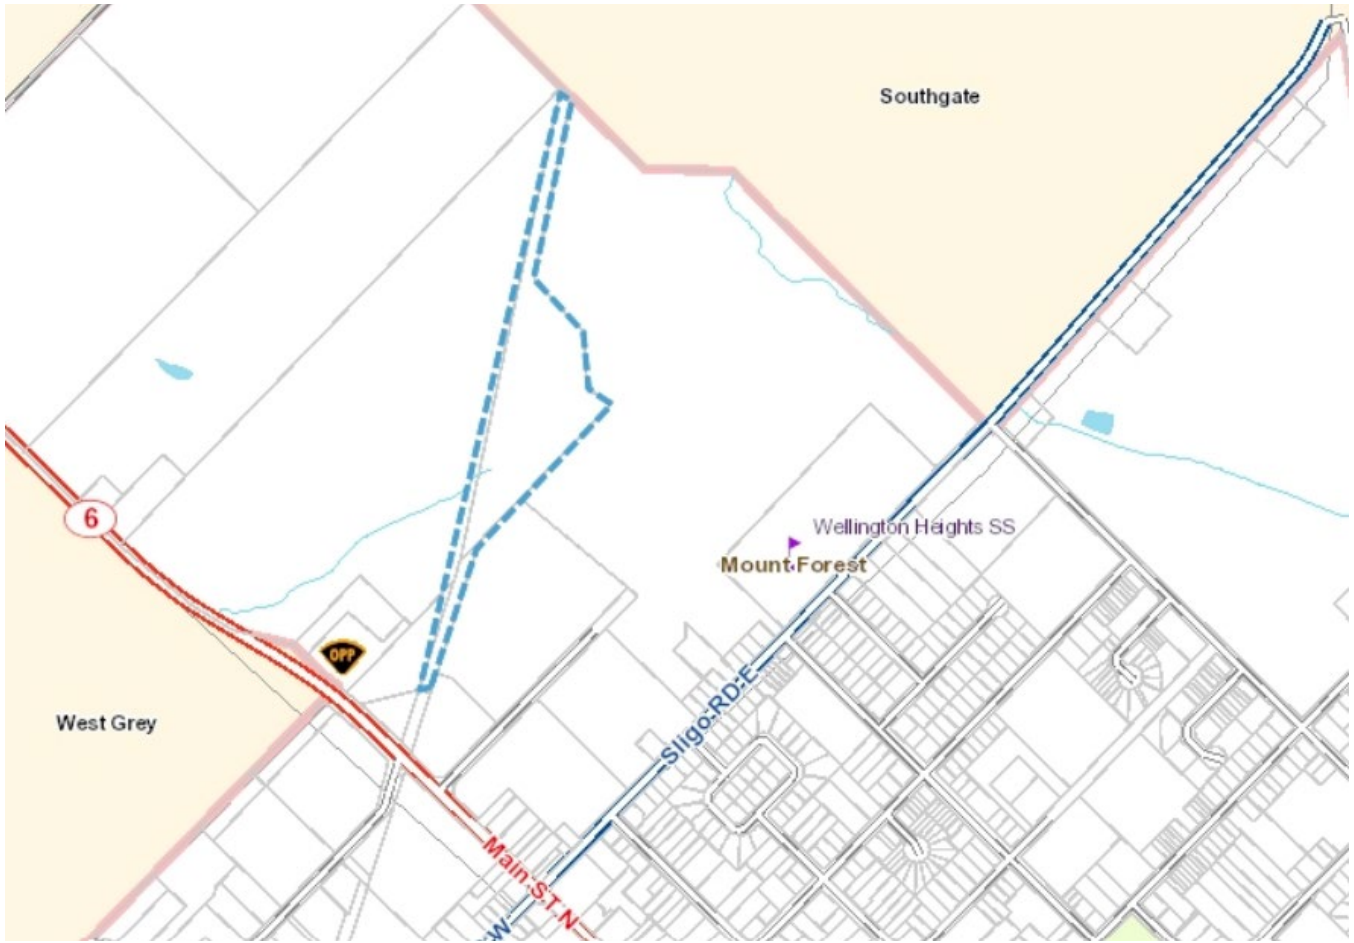 Southgate
6
Wellington Heights SS
Mount Forest
OPP
West Grey
Sligo RD E
Main ST N
W